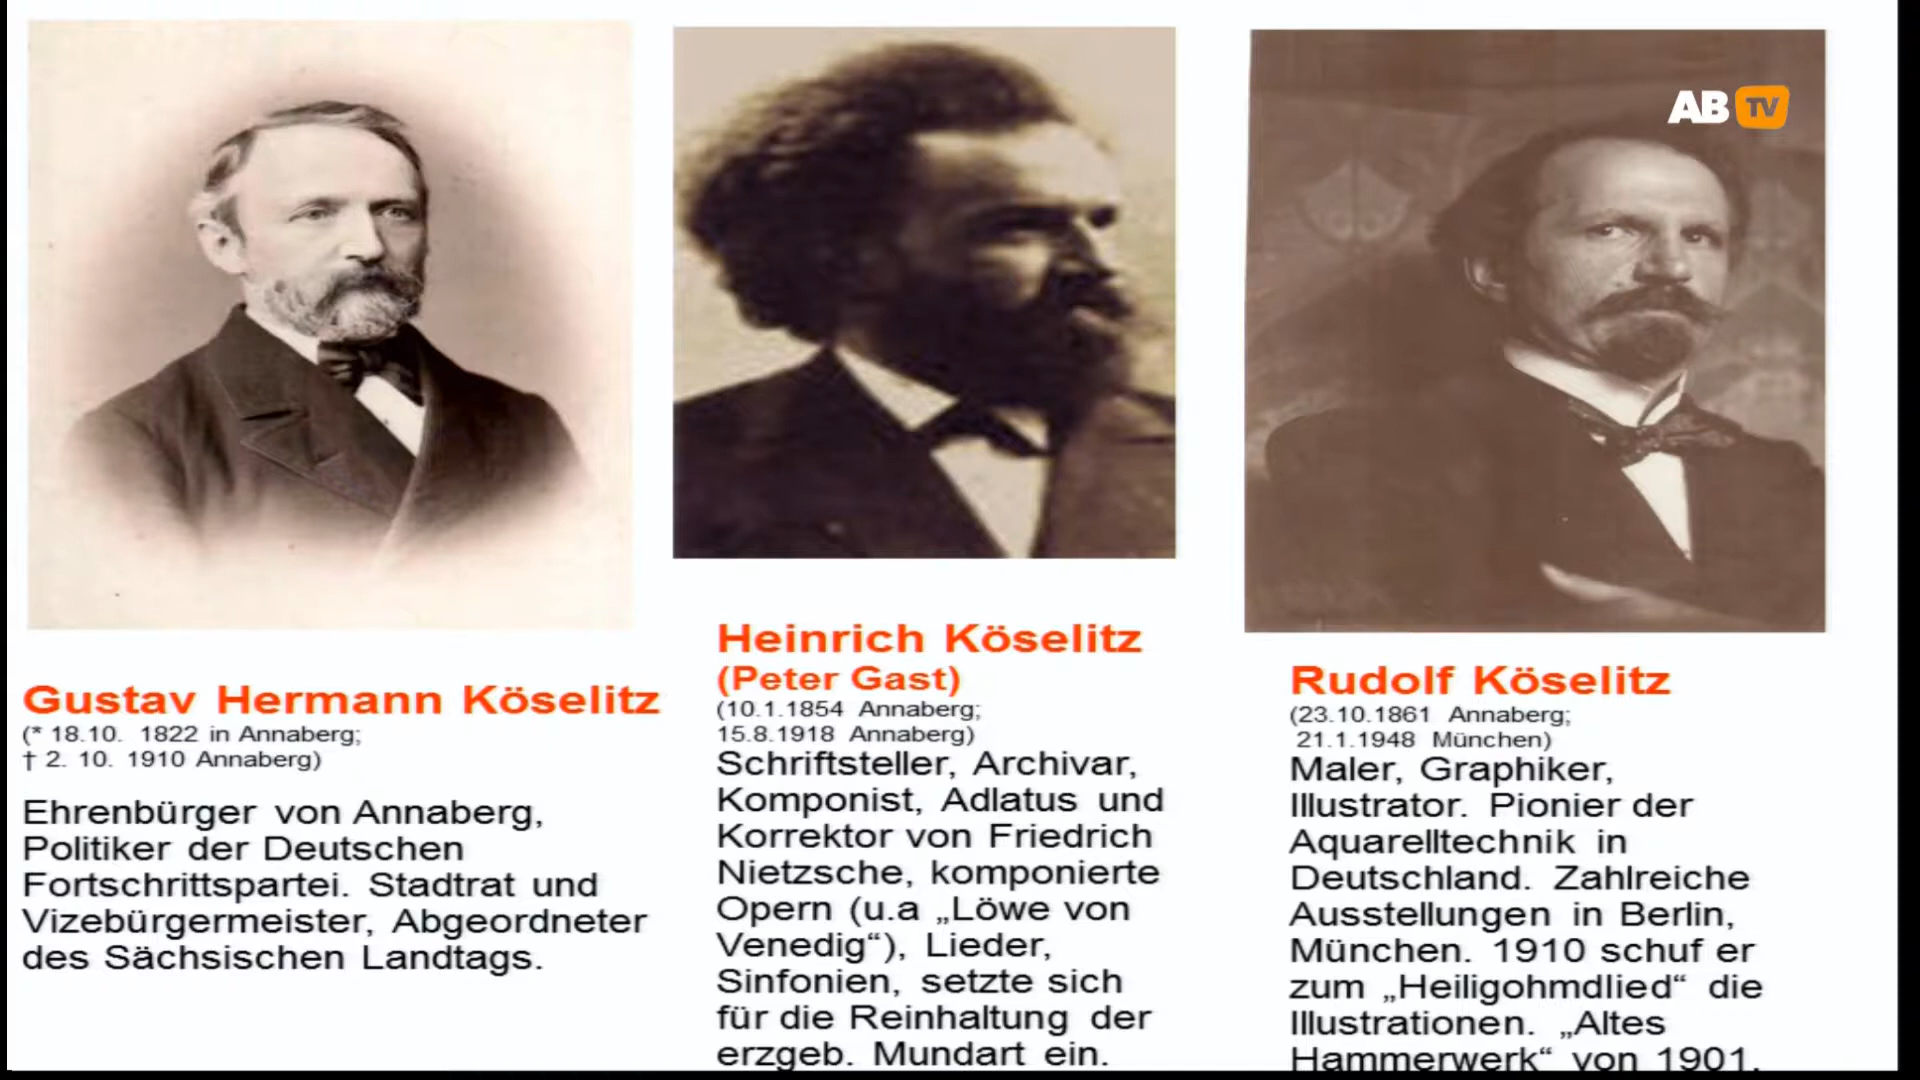 AB TV
Gustav Hermann Köselitz
(* 18.10. 1822 in Annaberg;
† 2. 10. 1910 Annaberg)
Ehrenbürger von Annaberg,
Politiker der Deutschen
Fortschrittspartei. Stadtrat und
Vizebürgermeister, Abgeordneter
des Sächsischen Landtags.
Heinrich Köselitz
(Peter Gast)
(10.1.1854 Annaberg;
15.8.1918 Annaberg)
Schriftsteller, Archivar,
Komponist, Adlatus und
Korrektor von Friedrich
Nietzsche, komponierte
Opern (u.a „Löwe von
Venedig“), Lieder,
Sinfonien, setzte sich
für die Reinhaltung der
erzgeb. Mundart ein.
Rudolf Köselitz
(23.10.1861 Annaberg;
21.1.1948 München)
Maler, Graphiker,
Illustrator. Pionier der
Aquarelltechnik in
Deutschland. Zahlreiche
Ausstellungen in Berlin,
München. 1910 schuf er
zum „Heiligohmdlied“ die
Illustrationen. „Altes
Hammerwerk“ von 1901.